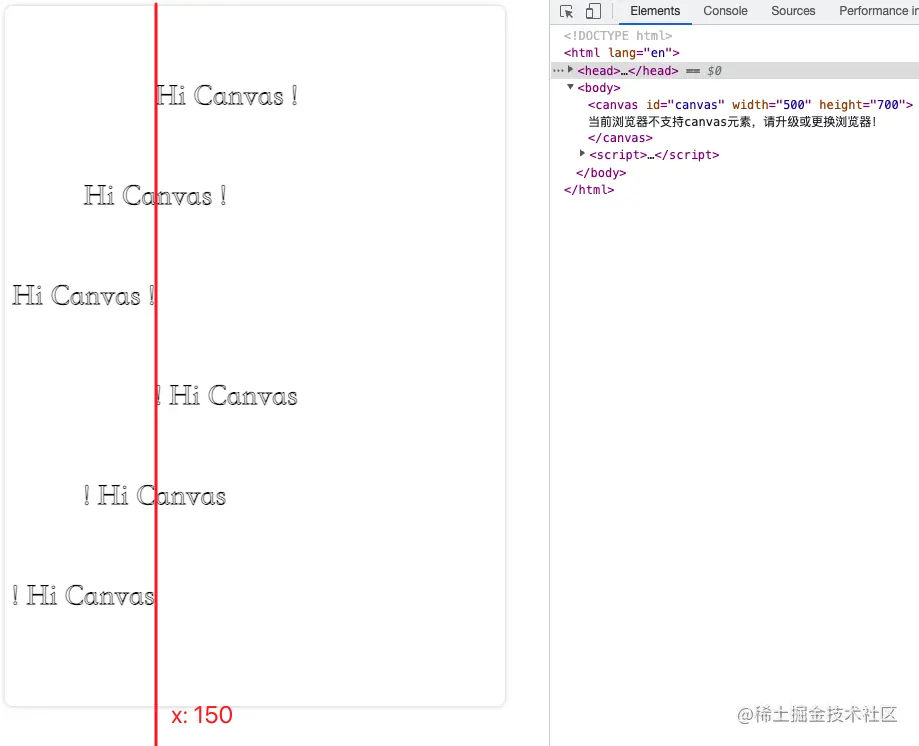 Hi Canvas !
Hi Canvas !
Hi Canvas !
! Hi Canvas
! Hi Canvas
! Hi Canvas
x: 150
Elements Console Sources Performance in
<!DOCTYPE html>
<html lang="en">
<head>…</head> == $0
<body>
<canvas id="canvas" width="500" height="700">
当前浏览器不支持canvas元素，请升级或更换浏览器！
</canvas>
<script>…</script>
</body>
</html>
@稀土掘金技术社区